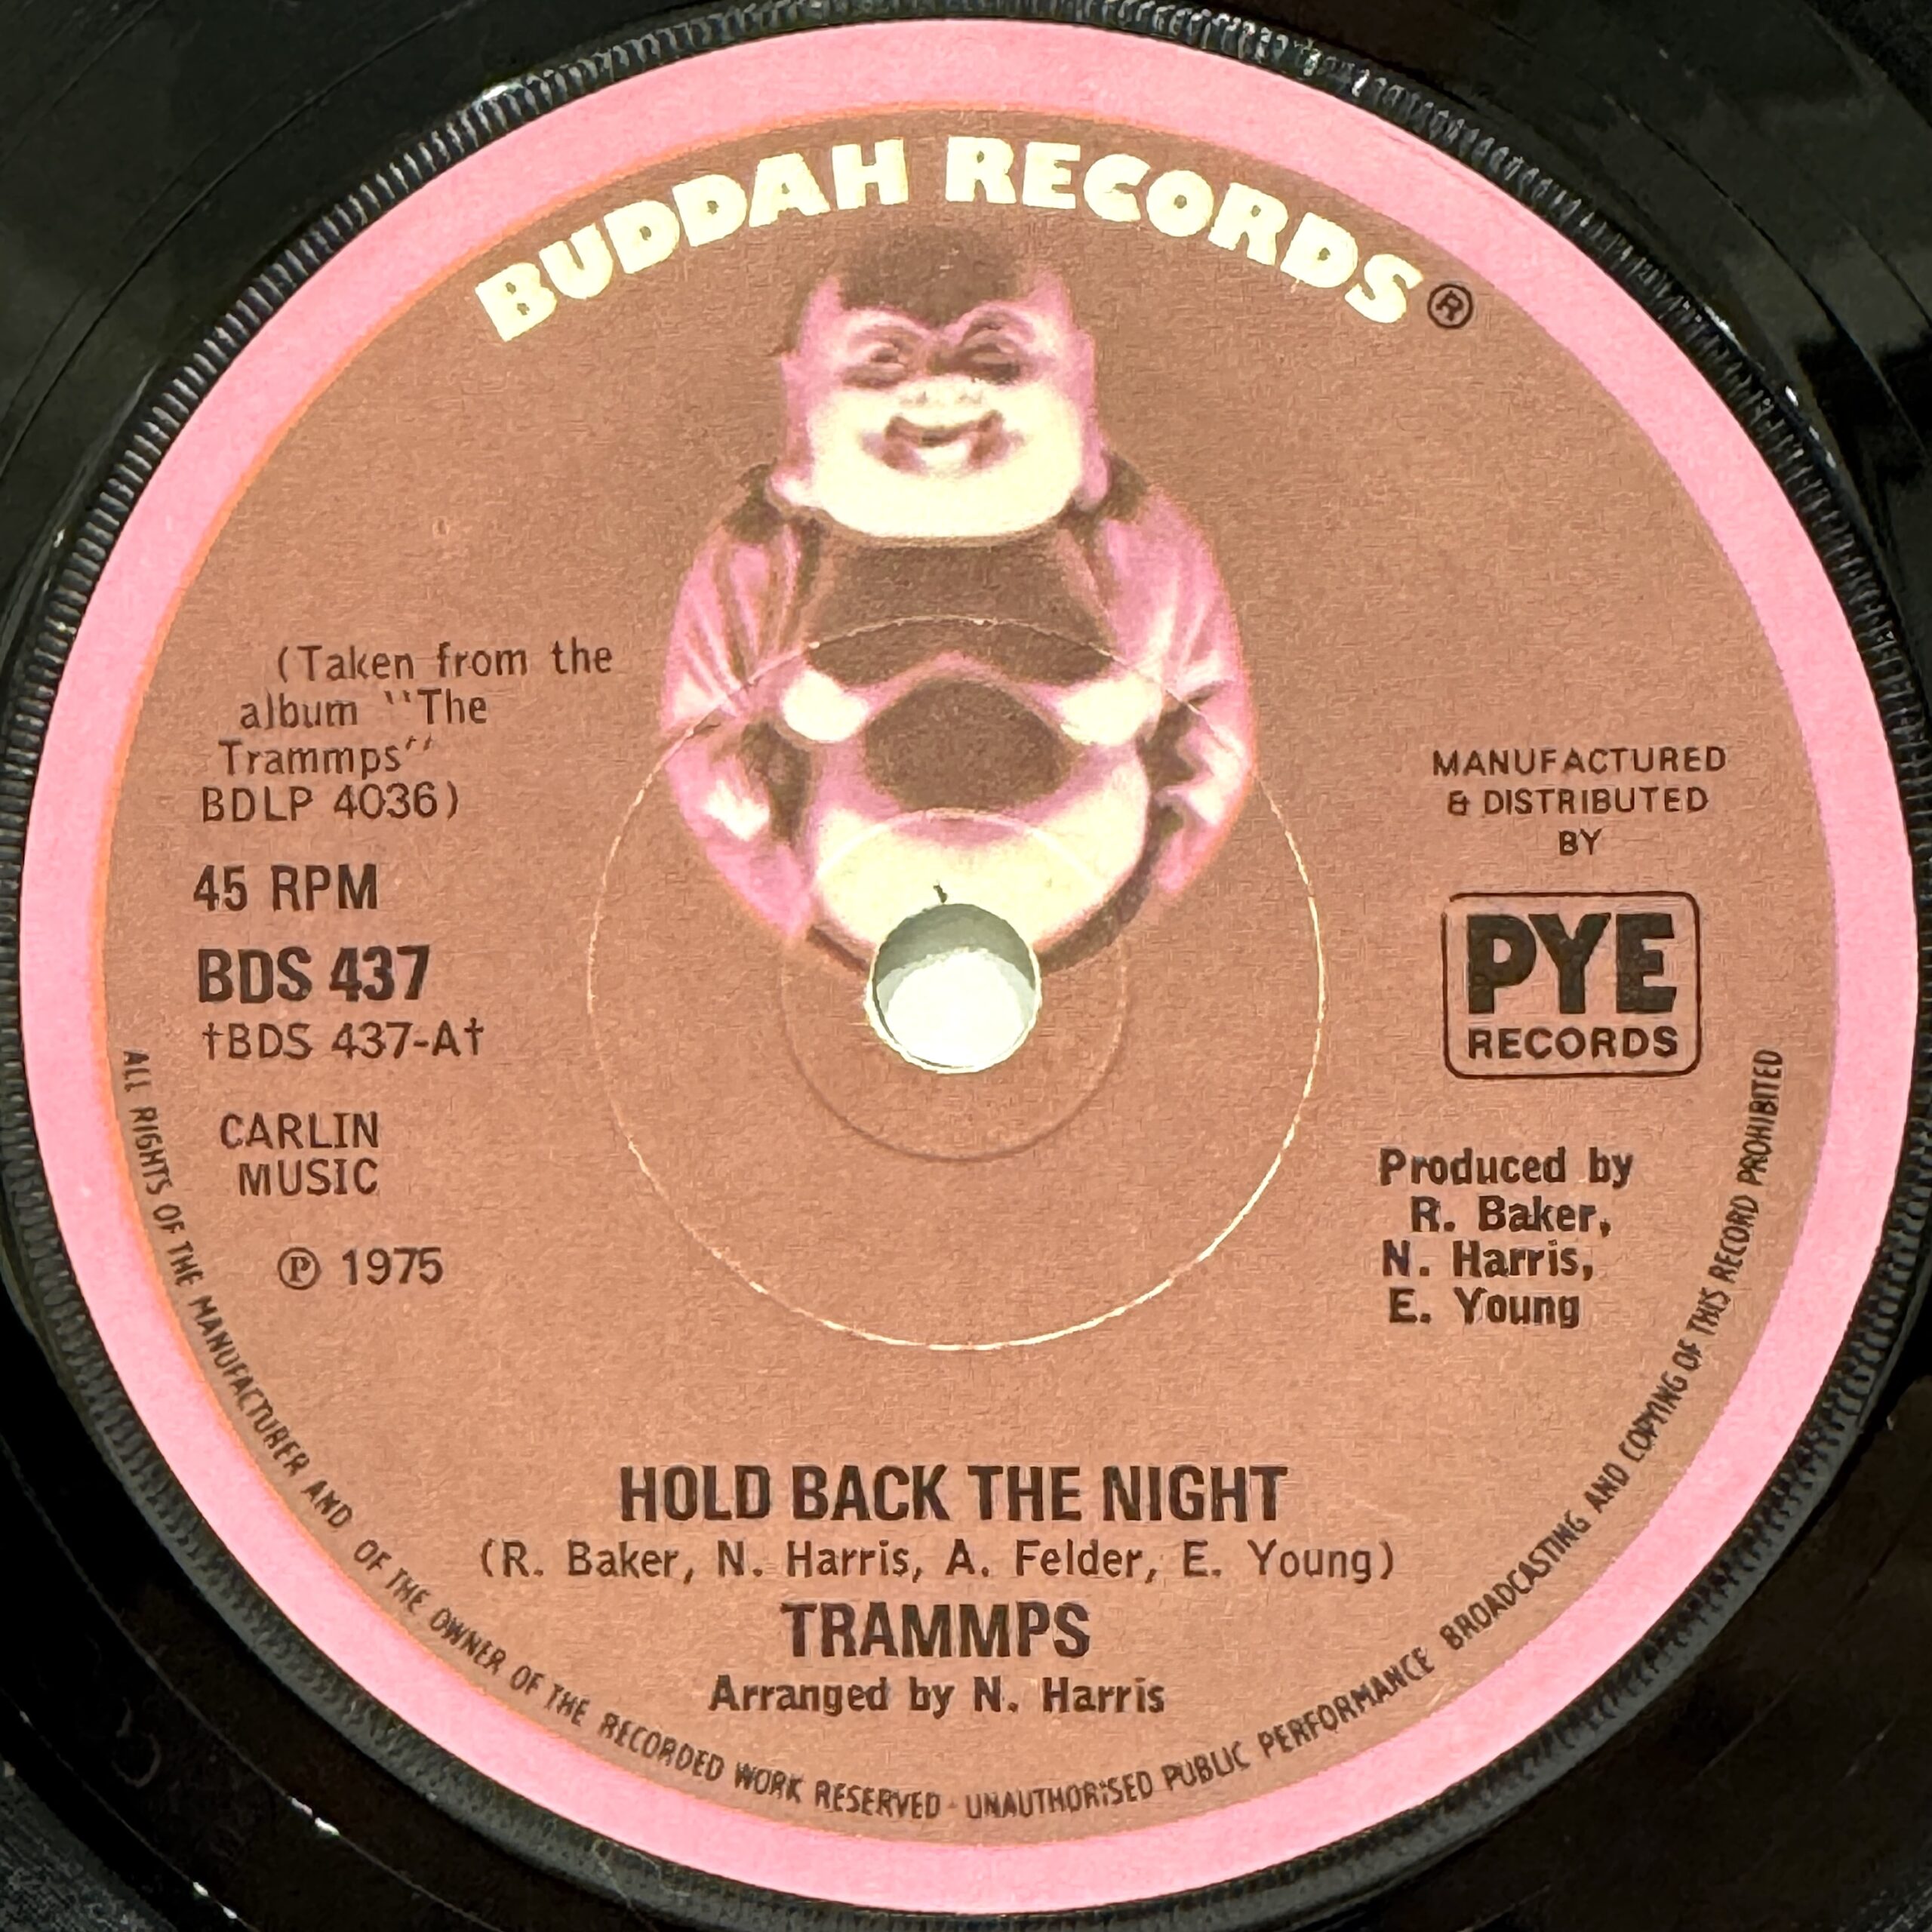 BUDDAH RECORDS®
(Taken from the
album "The
Trammps"
BDLP 4036)
45 RPM
BDS 437
†BDS 437-A†
CARLIN
MUSIC
℗ 1975
MANUFACTURED
& DISTRIBUTED
BY
PYE
RECORDS
Produced by
R. Baker,
N. Harris,
E. Young
HOLD BACK THE NIGHT
(R. Baker, N. Harris, A. Felder, E. Young)
TRAMMPS
Arranged by N. Harris
ALL RIGHTS OF THE MANUFACTURER AND OF THE OWNER OF THE RECORDED WORK RESERVED · UNAUTHORISED PUBLIC PERFORMANCE BROADCASTING AND COPYING OF THIS RECORD PROHIBITED